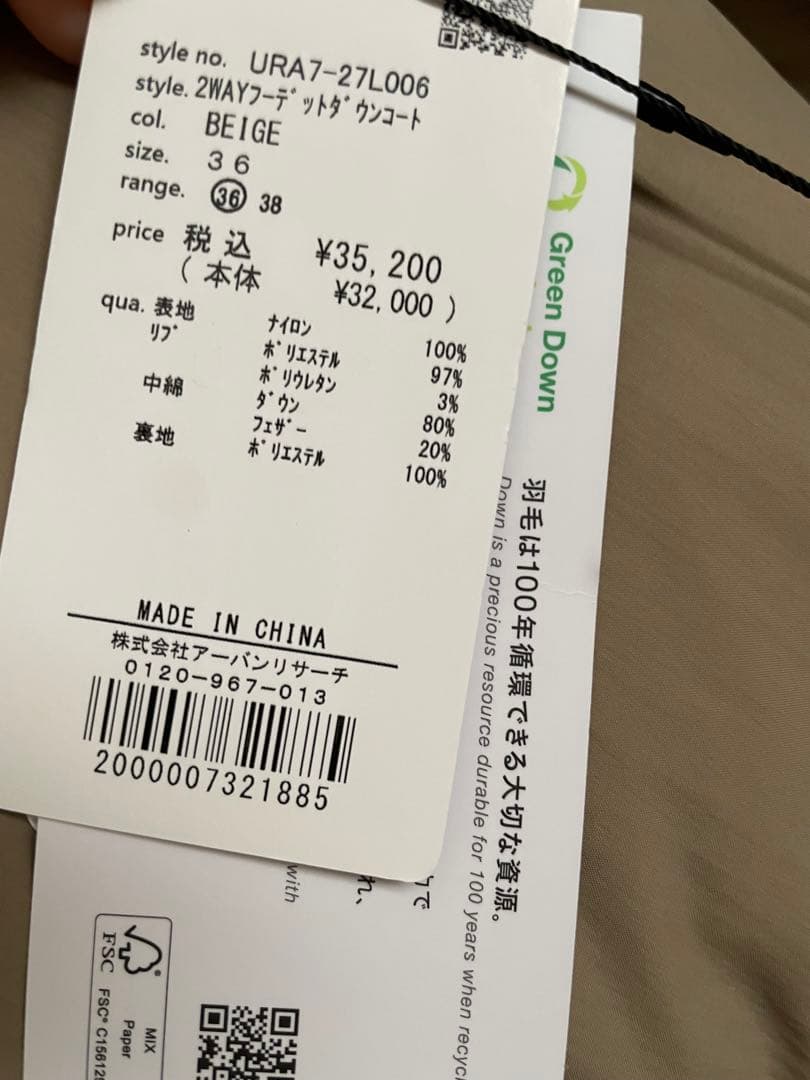 style no. URA7-27L006
style. 2WAYﾌｰﾃﾞｯﾄﾀﾞｳﾝｺｰﾄ
col. BEIGE
size. 36
range. 36 38
price 税込 ¥35,200
(本体 ¥32,000)
qua. 表地 ﾅｲﾛﾝ 100%
ﾘﾌﾞ ﾎﾟﾘｴｽﾃﾙ 97%
ﾎﾟﾘｳﾚﾀﾝ 3%
中綿 ﾀﾞｳﾝ 80%
ﾌｪｻﾞｰ 20%
裏地 ﾎﾟﾘｴｽﾃﾙ 100%
MADE IN CHINA
株式会社アーバンリサーチ
0120-967-013
2000007321885
Green Down
羽毛は100年循環できる大切な資源。
Down is a precious resource durable for 100 years when
で
れ、
with
FSC
MIX
Paper
FSC®